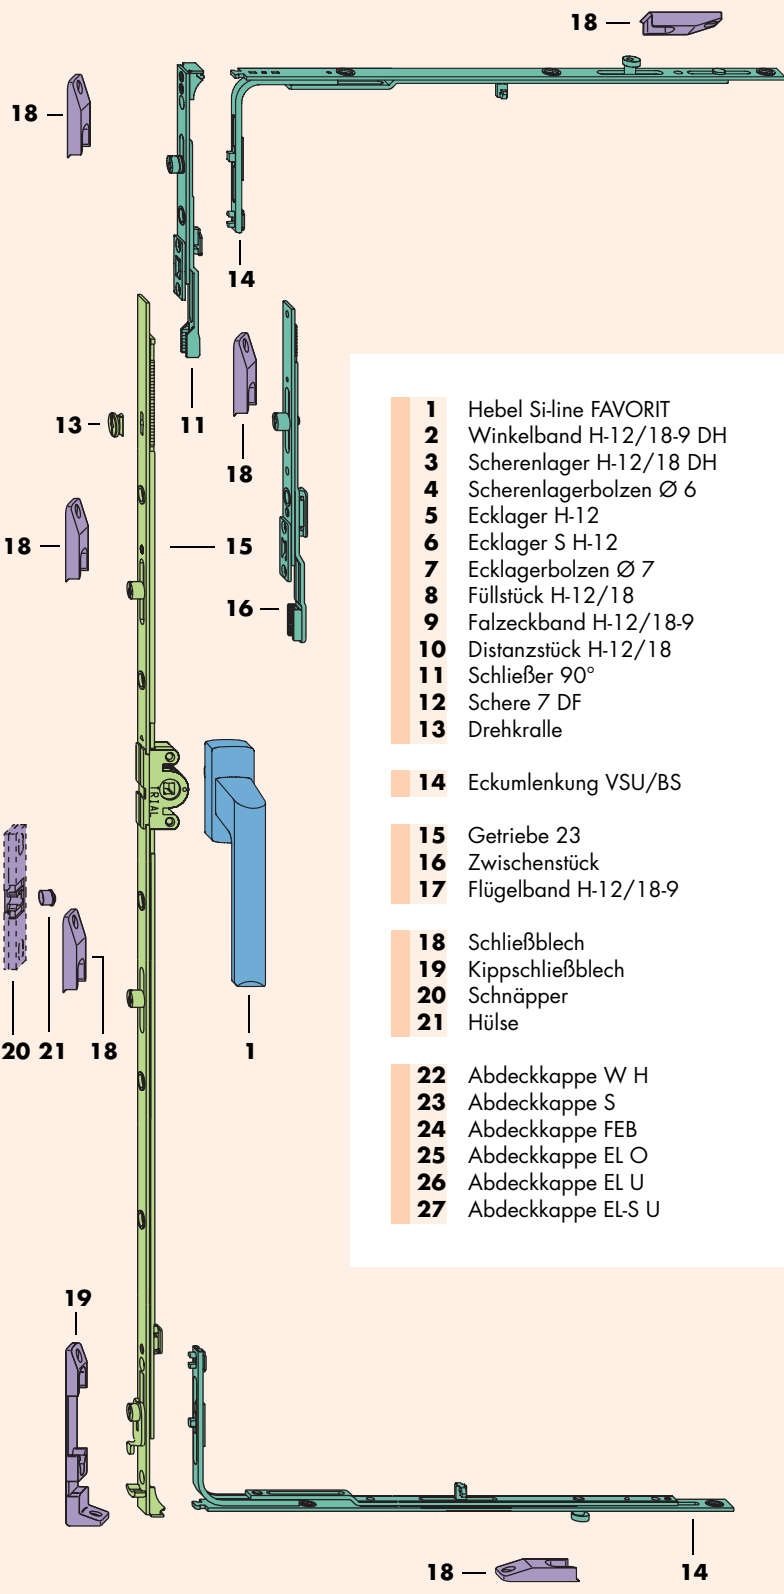 18
18
14
11
13
18
18
15
16
1 Hebel Si-line FAVORIT
2 Winkelband H-12/18-9 DH
3 Scherenlager H-12/18 DH
4 Scherenlagerbolzen Ø 6
5 Ecklager H-12
6 Ecklager S H-12
7 Ecklagerbolzen Ø 7
8 Füllstück H-12/18
9 Falzeckband H-12/18-9
10 Distanzstück H-12/18
11 Schließer 90°
12 Schere 7 DF
13 Drehkralle
14 Eckumlenkung VSU/BS
15 Getriebe 23
16 Zwischenstück
17 Flügelband H-12/18-9
18 Schließblech
19 Kippschließblech
20 Schnäpper
21 Hülse
22 Abdeckkappe W H
23 Abdeckkappe S
24 Abdeckkappe FEB
25 Abdeckkappe EL O
26 Abdeckkappe EL U
27 Abdeckkappe EL-S U
TRIAL
20 21 18 1
19
18 14